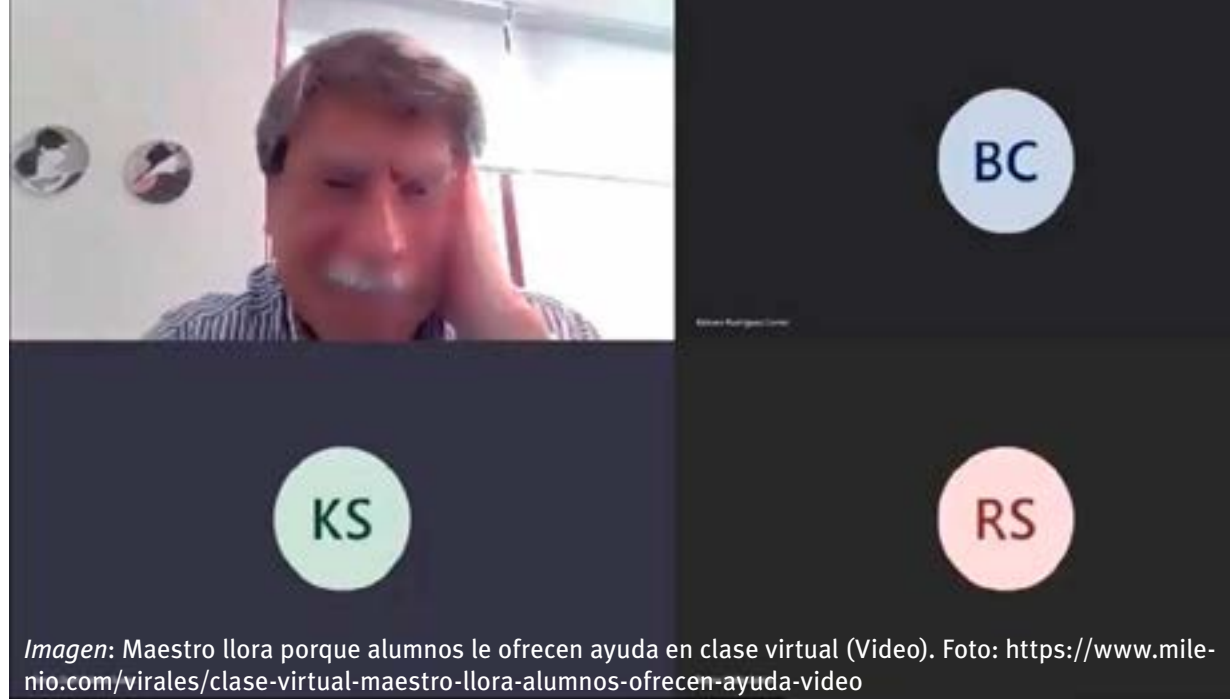 BC
KS
RS
Imagen: Maestro llora porque alumnos le ofrecen ayuda en clase virtual (Video). Foto: https://www.mile-
nio.com/virales/clase-virtual-maestro-llora-alumnos-ofrecen-ayuda-video